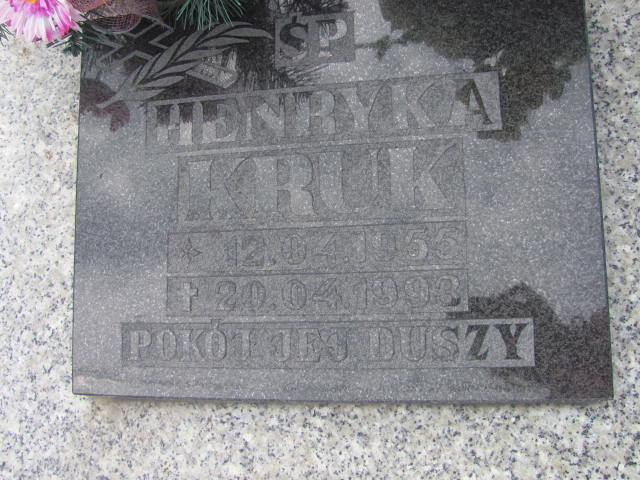 ŚP
HENRYKA
KRUK
* 12.04.1955
✝ 20.04.1993
POKÓJ JEJ DUSZY